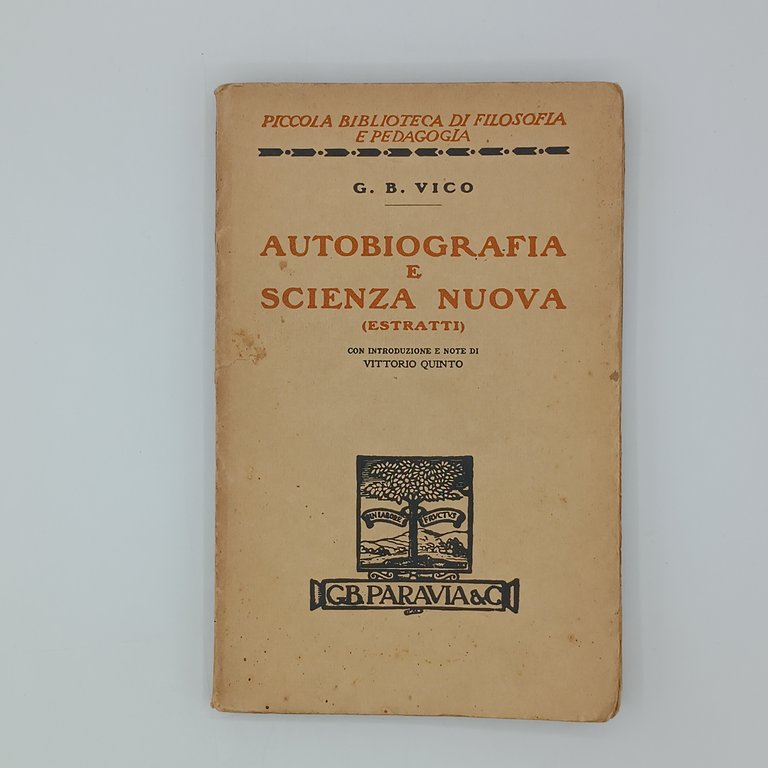 PICCOLA BIBLIOTECA DI FILOSOFIA
E PEDAGOGIA
G. B. VICO
AUTOBIOGRAFIA
E
SCIENZA NUOVA
(ESTRATTI)
CON INTRODUZIONE E NOTE DI
VITTORIO QUINTO
IN LABORE FRVCTVS
G.B. PARAVIA & C.